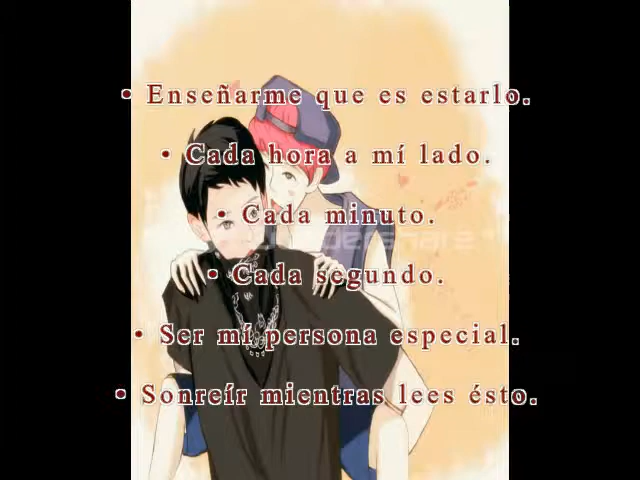 • Enseñarme que es estarlo.
• Cada hora a mí lado.
• Cada minuto.
• Cada segundo.
• Ser mí persona especial.
• Sonreír mientras lees ésto.